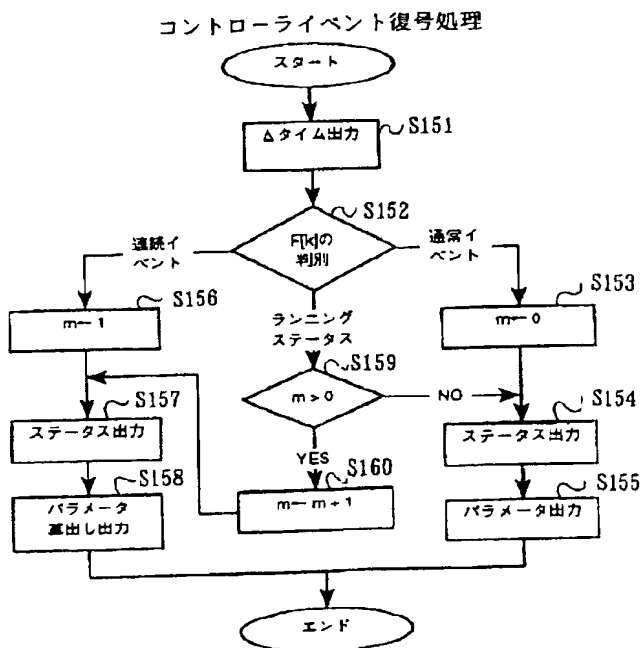 コントローライベント復号処理
スタート
Δタイム出力
S151
S152
F[k]の
判別
連続イ
ベント
通常イ
ベント
S156
m← 1
ランニング
ステータス
S153
m← 0
S159
m > 0
NO
S157
ステータス出力
S154
ステータス出力
YES
S158
パラメータ
算出し出力
S160
m← m + 1
S155
パラメータ出力
エンド